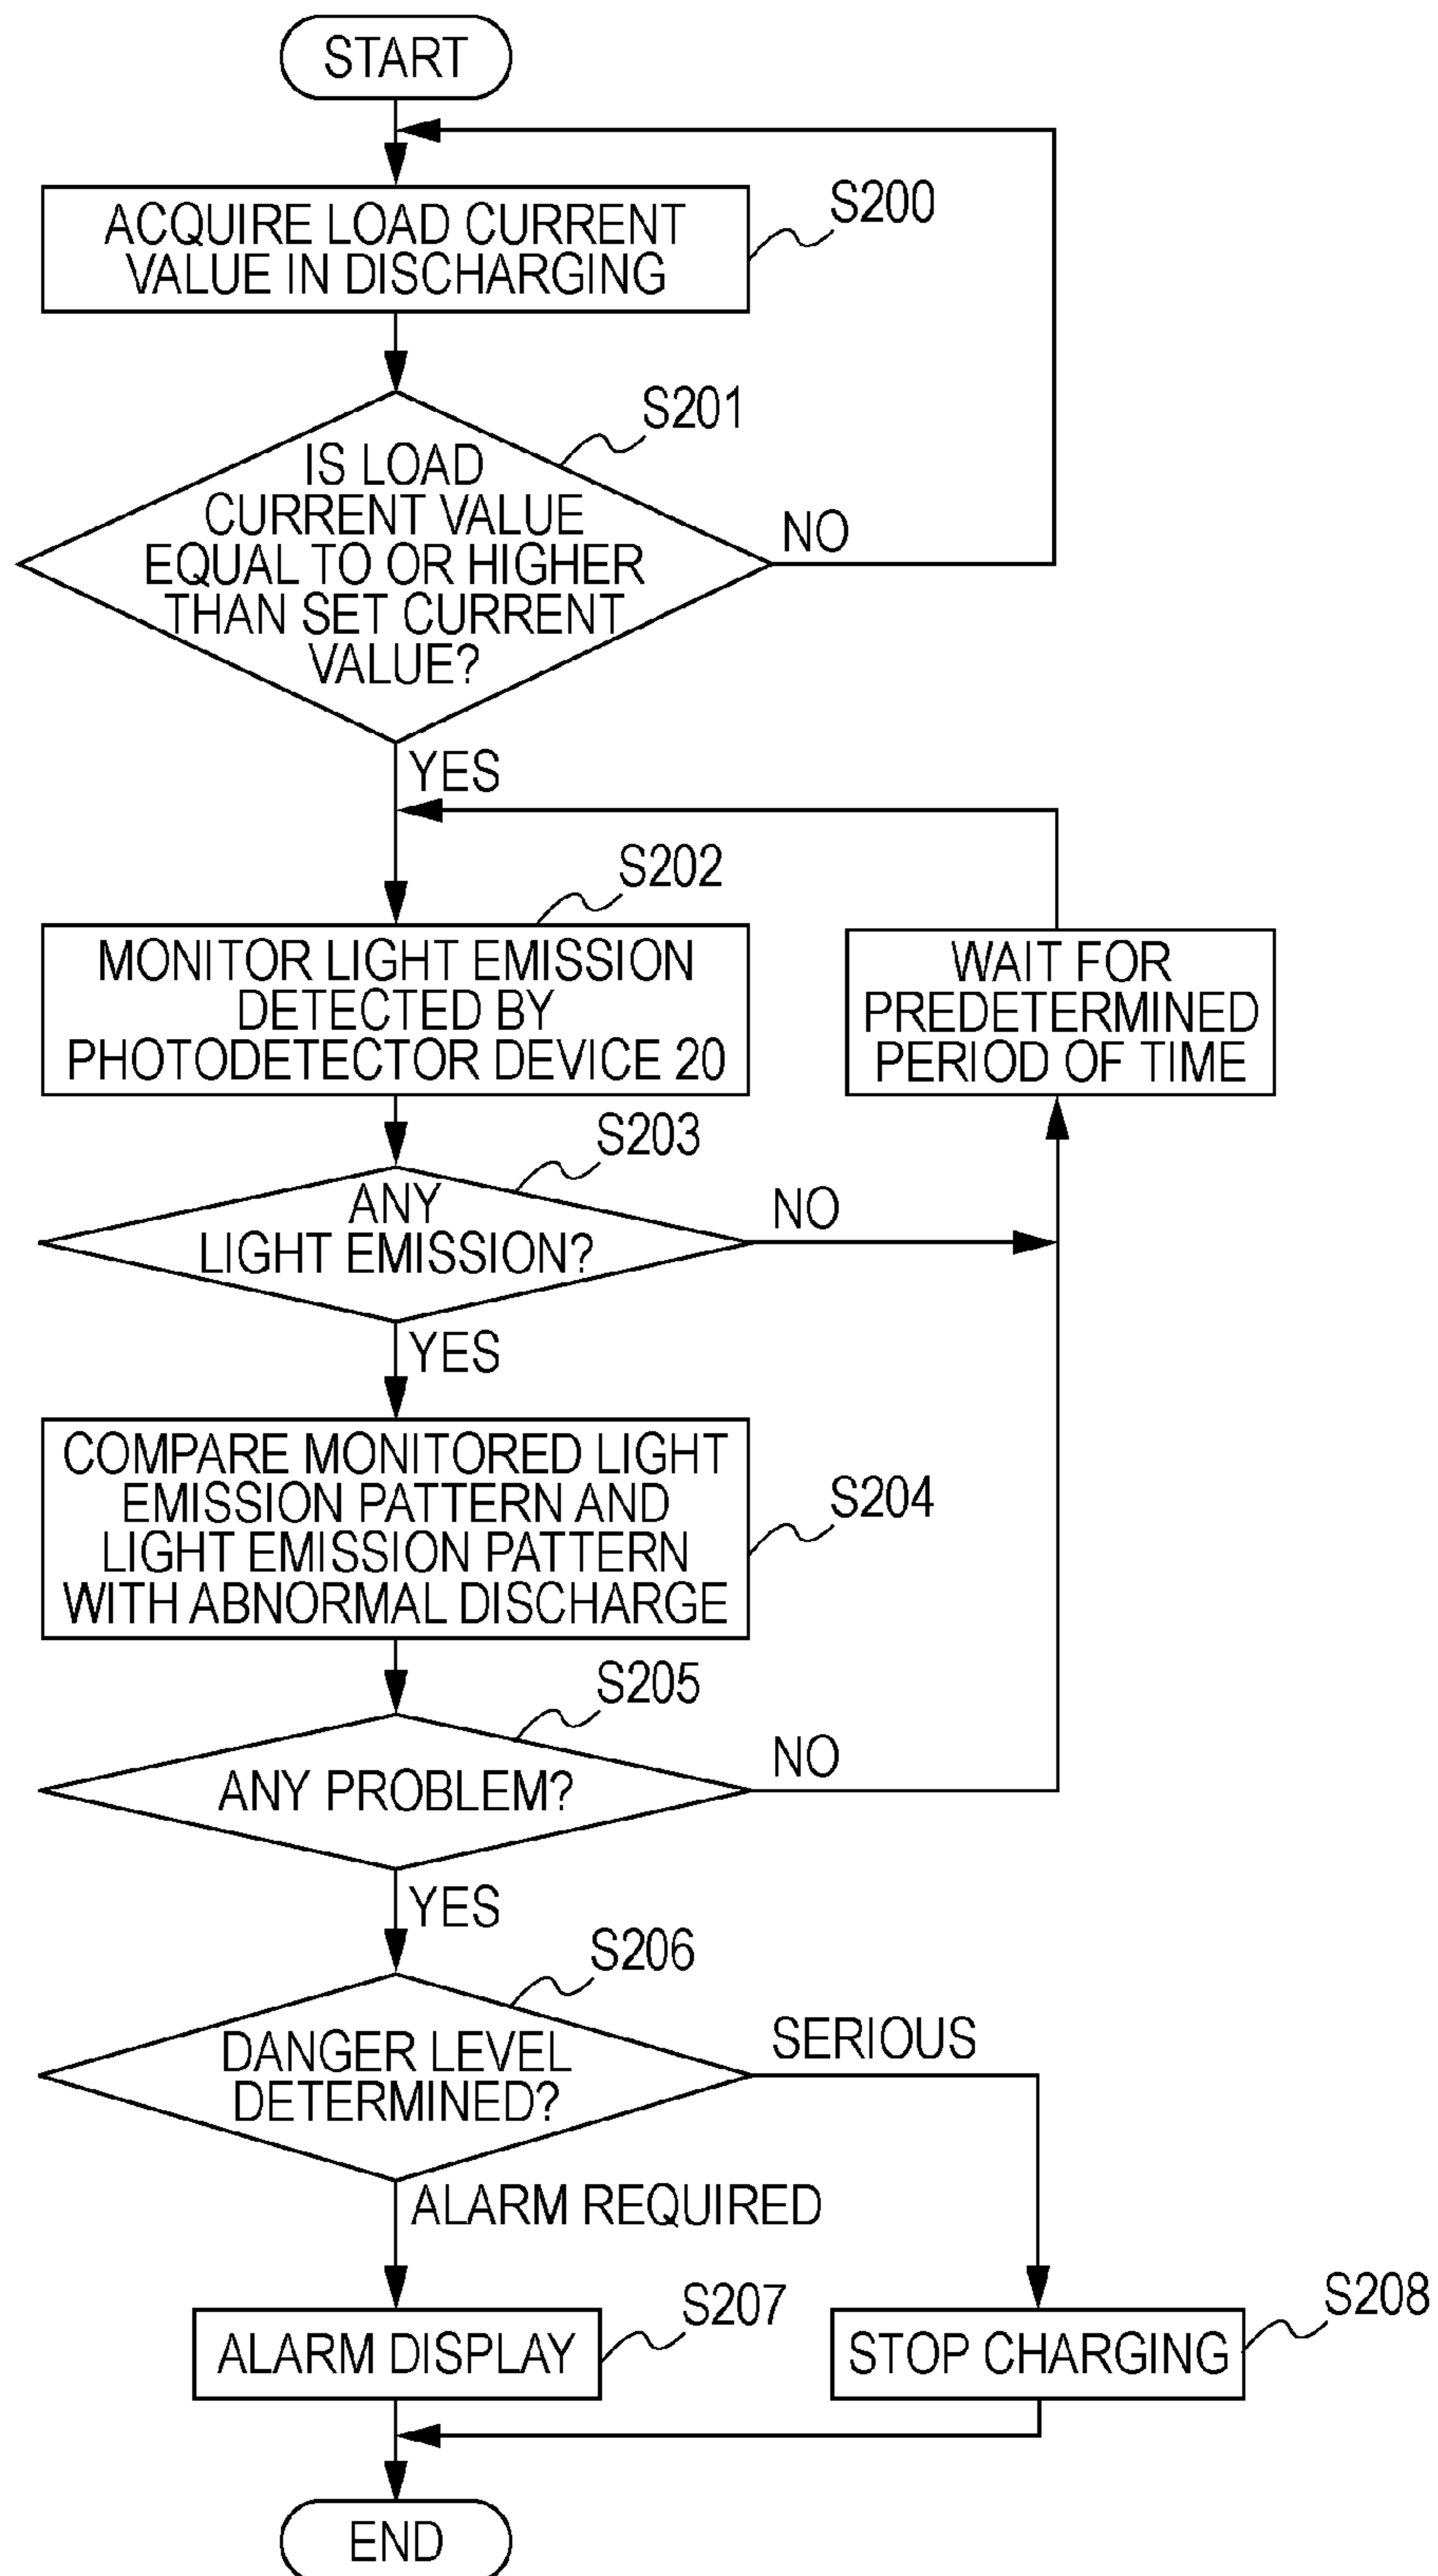 START
ACQUIRE LOAD CURRENT
VALUE IN DISCHARGING
S200
IS LOAD
CURRENT VALUE
EQUAL TO OR HIGHER
THAN SET CURRENT
VALUE?
S201
NO
YES
MONITOR LIGHT EMISSION
DETECTED BY
PHOTODETECTOR DEVICE 20
S202
WAIT FOR
PREDETERMINED
PERIOD OF TIME
ANY
LIGHT EMISSION?
S203
NO
YES
COMPARE MONITORED LIGHT
EMISSION PATTERN AND
LIGHT EMISSION PATTERN
WITH ABNORMAL DISCHARGE
S204
ANY PROBLEM?
S205
NO
YES
DANGER LEVEL
DETERMINED?
S206
SERIOUS
ALARM REQUIRED
ALARM DISPLAY
S207
STOP CHARGING
S208
END